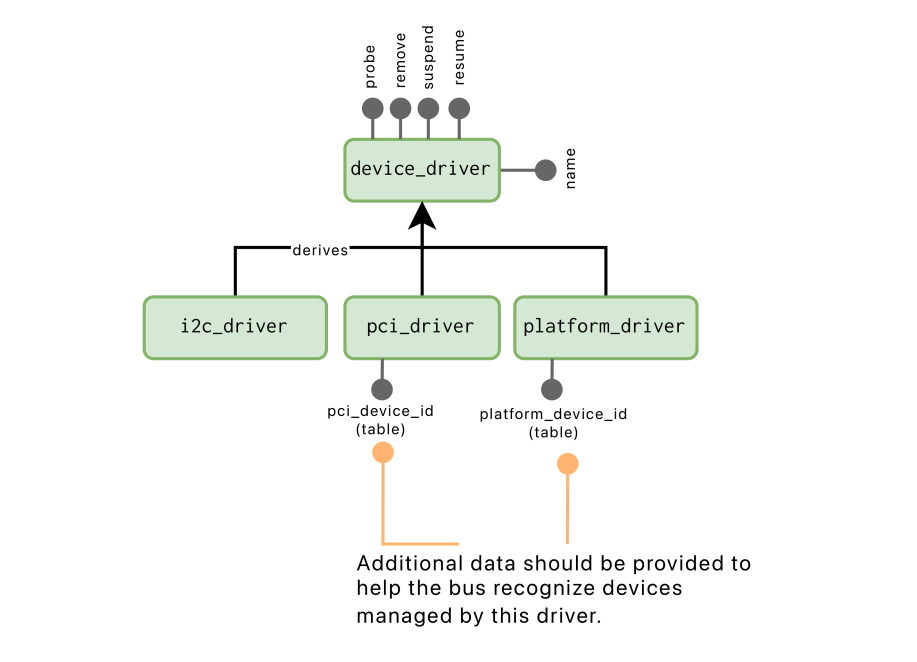 probe
remove
suspend
resume
device_driver
name
derives
i2c_driver
pci_driver
platform_driver
pci_device_id
(table)
platform_device_id
(table)
Additional data should be provided to
help the bus recognize devices
managed by this driver.